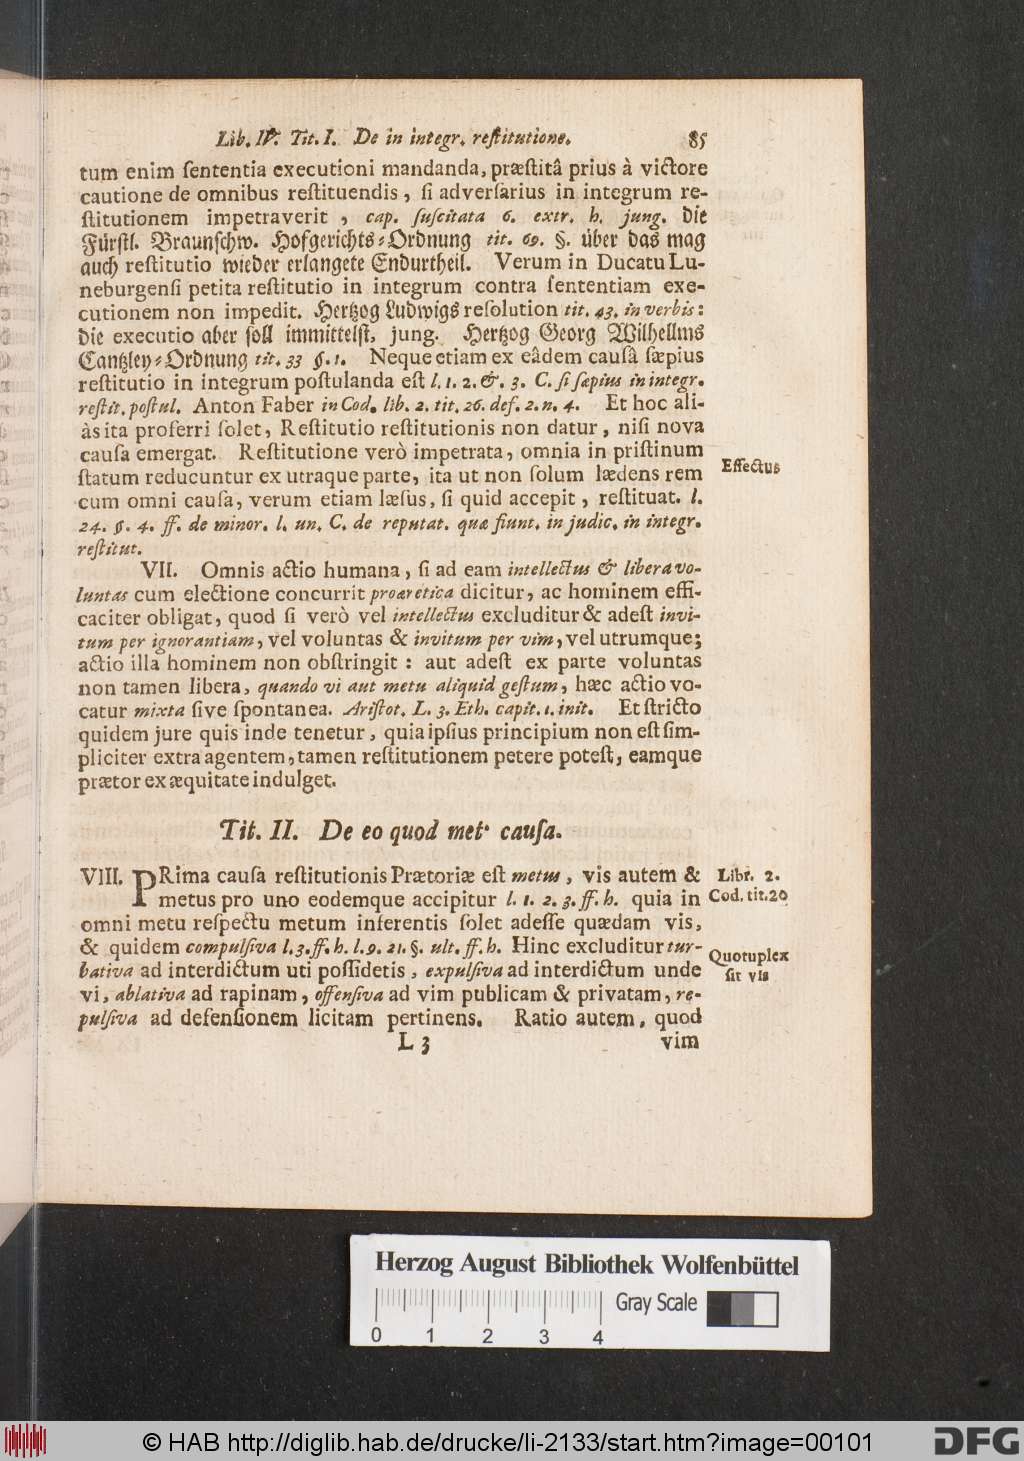 Lib. IV. Tit. I. De in integr. restitutione. 85
tum enim sententia executioni mandanda, præstitâ prius à victore
cautione de omnibus restituendis, si adversarius in integrum re-
stitutionem impetraverit, cap. suscitata 6. extr. h. jung. die
Fürstl. Braunschw. Hofgerichts-Ordnung tit. 69. §. über das mag
auch restitutio wieder erlangete Endurtheil. Verum in Ducatu Lu-
neburgensi petita restitutio in integrum contra sententiam exe-
cutionem non impedit. Hertzog Ludwigs resolution tit. 43. in verbis:
die executio aber soll immittelst, jung. Hertzog Georg Wilhelms
Cantzley-Ordnung tit. 33 §. 1. Neque etiam ex eâdem causâ sæpius
restitutio in integrum postulanda est l. 1. 2. &. 3. C. si sæpius in integr.
restit. postul. Anton Faber in Cod. lib. 2. tit. 26. def. 2. n. 4. Et hoc ali-
às ita proferri solet, Restitutio restitutionis non datur, nisi nova
causa emergat. Restitutione verò impetrata, omnia in pristinum
statum reducuntur ex utraque parte, ita ut non solum lædens rem
Effectus
cum omni causa, verum etiam læsus, si quid accepit, restituat. l.
24. §. 4. ff. de minor. l. un. C. de reputat. quæ fiunt. in judic. in integr.
restitut.
VII. Omnis actio humana, si ad eam intellectus & libera vo-
luntas cum electione concurrit proæretica dicitur, ac hominem effi-
caciter obligat, quod si verò vel intellectus excluditur & adest invi-
tum per ignorantiam, vel voluntas & invitum per vim, vel utrumque;
actio illa hominem non obstringit: aut adest ex parte voluntas
non tamen libera, quando vi aut metu aliquid gestum, hæc actio vo-
catur mixta sive spontanea. Aristot. L. 3. Eth. capit. 1. init. Et stricto
quidem jure quis inde tenetur, quia ipsius principium non est sim-
pliciter extra agentem, tamen restitutionem petere potest, eamque
prætor ex æquitate indulget.
Tit. II. De eo quod met. causa.
VIII. PRima causa restitutionis Prætoriæ est metus, vis autem &
Libr. 2.
metus pro uno eodemque accipitur l. 1. 2. 3. ff. h. quia in
Cod. tit. 20
omni metu respectu metum inferentis solet adesse quædam vis,
& quidem compulsiva l. 3. ff. h. l. 9. 21. §. ult. ff. h. Hinc excluditur tur-
Quotuplex
bativa ad interdictum uti possidetis, expulsiva ad interdictum unde
sit vis
vi, ablativa ad rapinam, offensiva ad vim publicam & privatam, re-
pulsiva ad defensionem licitam pertinens. Ratio autem, quod
L 3 vim
Herzog August Bibliothek Wolfenbüttel
Gray Scale
0 1 2 3 4
© HAB http://diglib.hab.de/drucke/li-2133/start.htm?image=00101
DFG